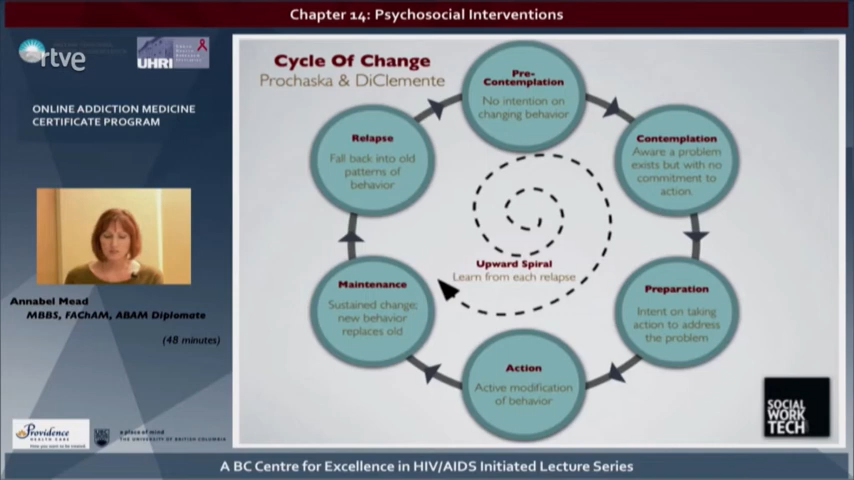 Chapter 14: Psychosocial Interventions
rtve
UHRI
ONLINE ADDICTION MEDICINE
CERTIFICATE PROGRAM
Annabel Mead
MBBS, FAChAM, ABAM Diplomate
(48 minutes)
Providence
HEALTH CARE
UBC
a place of mind
THE UNIVERSITY OF BRITISH COLUMBIA
Cycle Of Change
Prochaska & DiClemente
Pre-
Contemplation
No intention on
changing behavior
Contemplation
Aware a problem
exists but with no
commitment to
action.
Preparation
Intent on taking
action to address
the problem
Action
Active modification
of behavior
Maintenance
Sustained change;
new behavior
replaces old
Relapse
Fall back into old
patterns of
behavior
Upward Spiral
Learn from each relapse
SOCIAL
WORK
TECH
A BC Centre for Excellence in HIV/AIDS Initiated Lecture Series